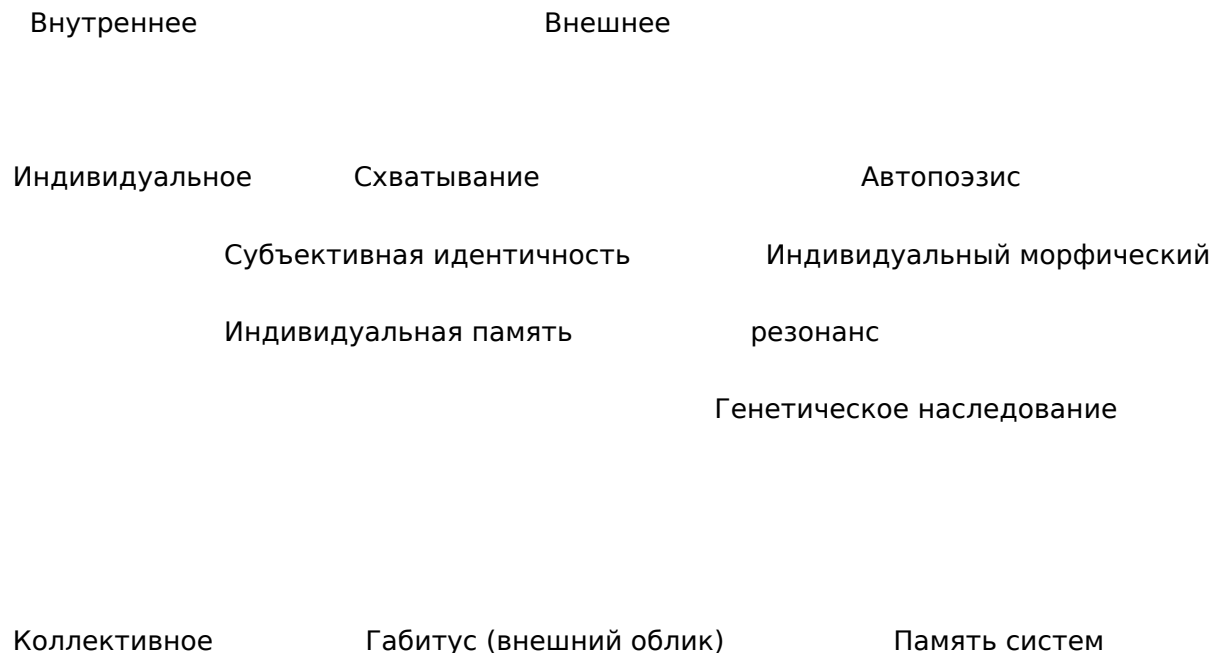 Внутреннее Внешнее
Индивидуальное Схватывание Автопоэзис
Субъективная идентичность Индивидуальный морфический
Индивидуальная память резонанс
Генетическое наследование
Коллективное Габитус (внешний облик) Память систем